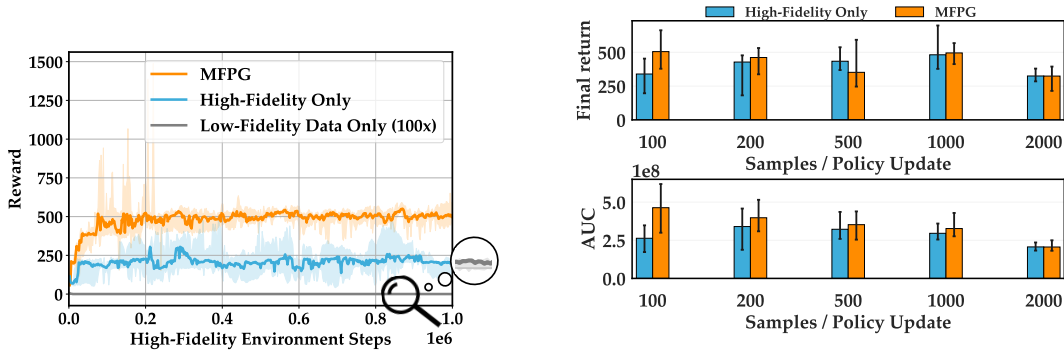 1500
1250
1000
750
500
250
0
Reward
MFPG
High-Fidelity Only
Low-Fidelity Data Only (100x)
0.0 0.2 0.4 0.6 0.8 1.0
High-Fidelity Environment Steps 1e6
High-Fidelity Only MFPG
500
250
0
Final return
100 200 500 1000 2000
Samples / Policy Update
1e8
5.0
2.5
0.0
AUC
100 200 500 1000 2000
Samples / Policy Update